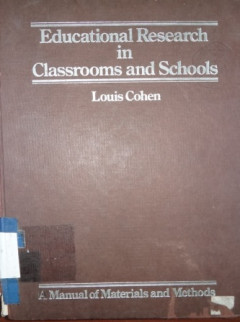 Educational Research
in
Classrooms and Schools
Louis Cohen
A Manual of Materials and Methods